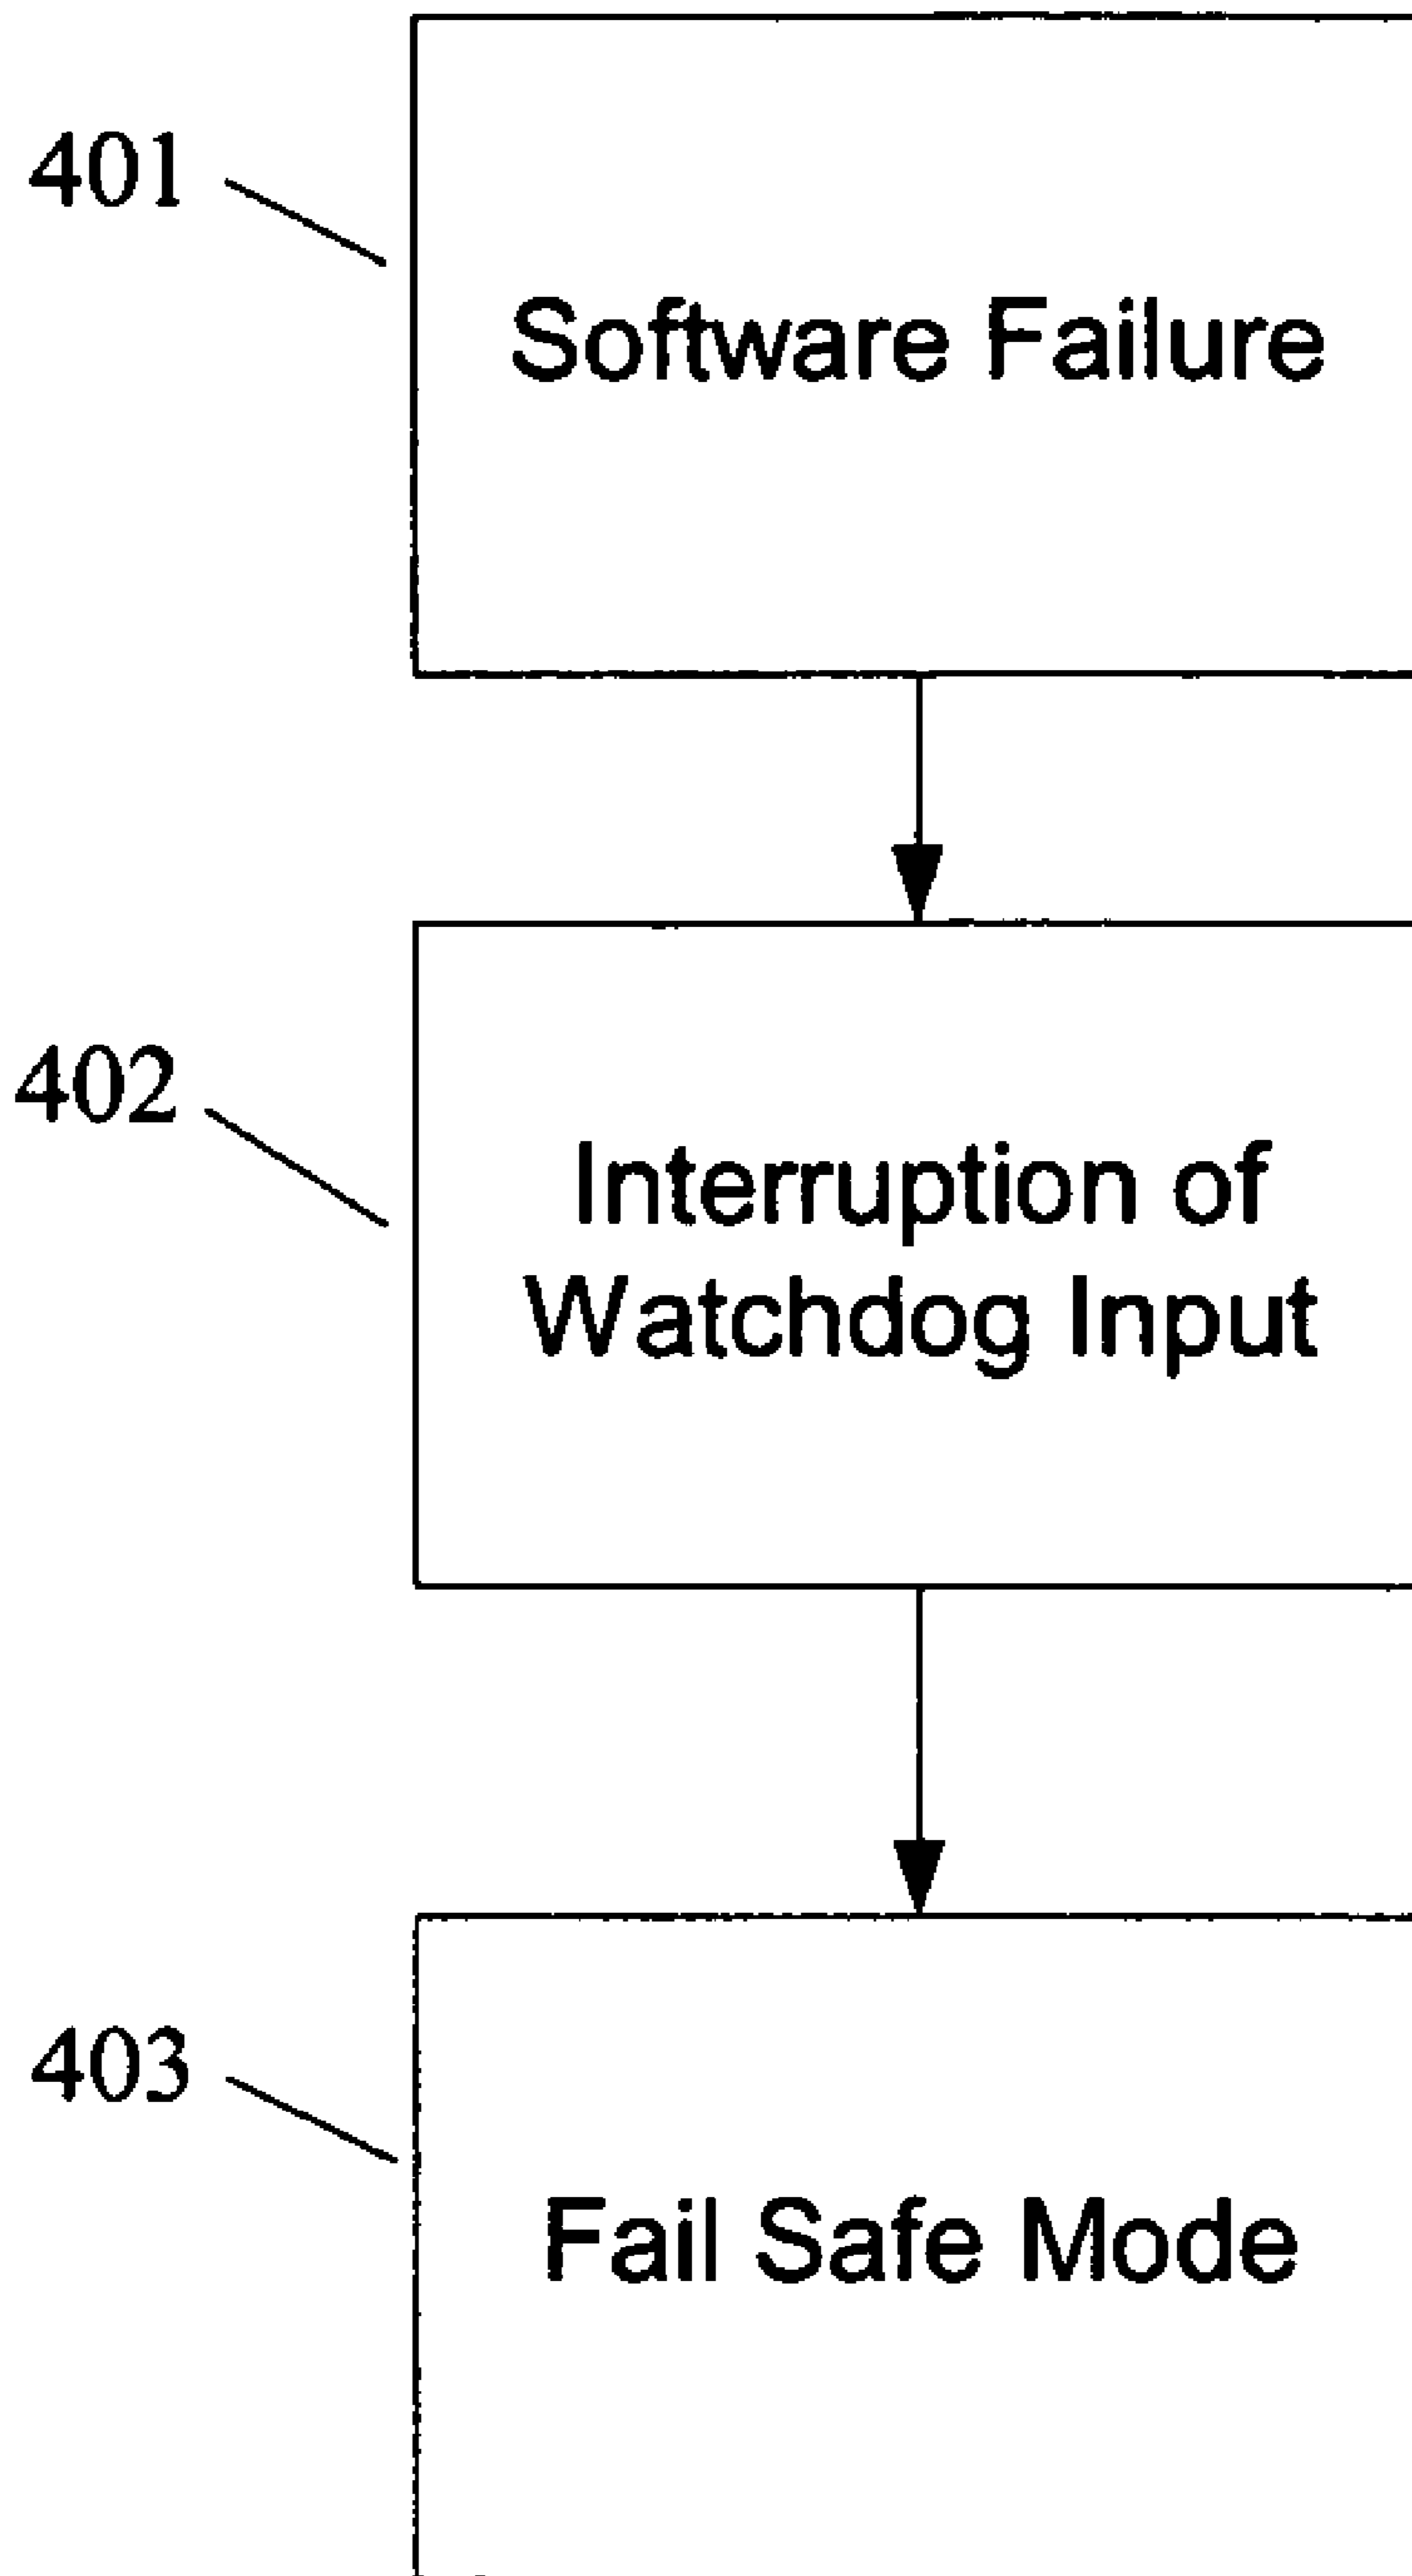 401
Software Failure
402
Interruption of
Watchdog Input
403
Fail Safe Mode